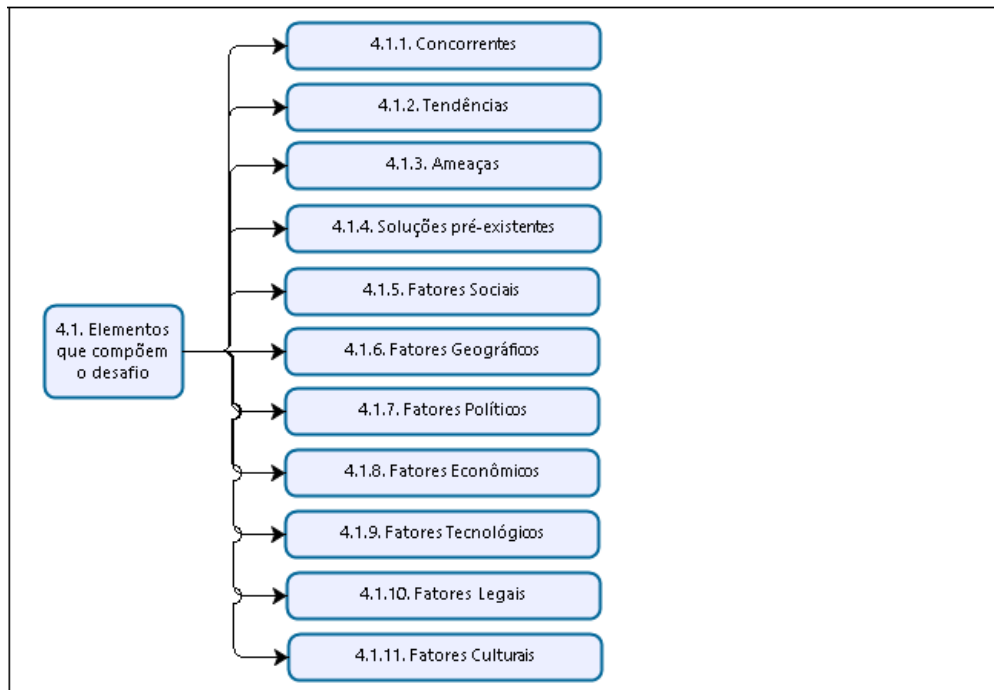 4.1.1. Concorrentes
4.1.2. Tendências
4.1.3. Ameaças
4.1.4. Soluções pré-existentes
4.1.5. Fatores Sociais
4.1. Elementos
que compõem
o desafio
4.1.6. Fatores Geográficos
4.1.7. Fatores Políticos
4.1.8. Fatores Econômicos
4.1.9. Fatores Tecnológicos
4.1.10. Fatores Legais
4.1.11. Fatores Culturais